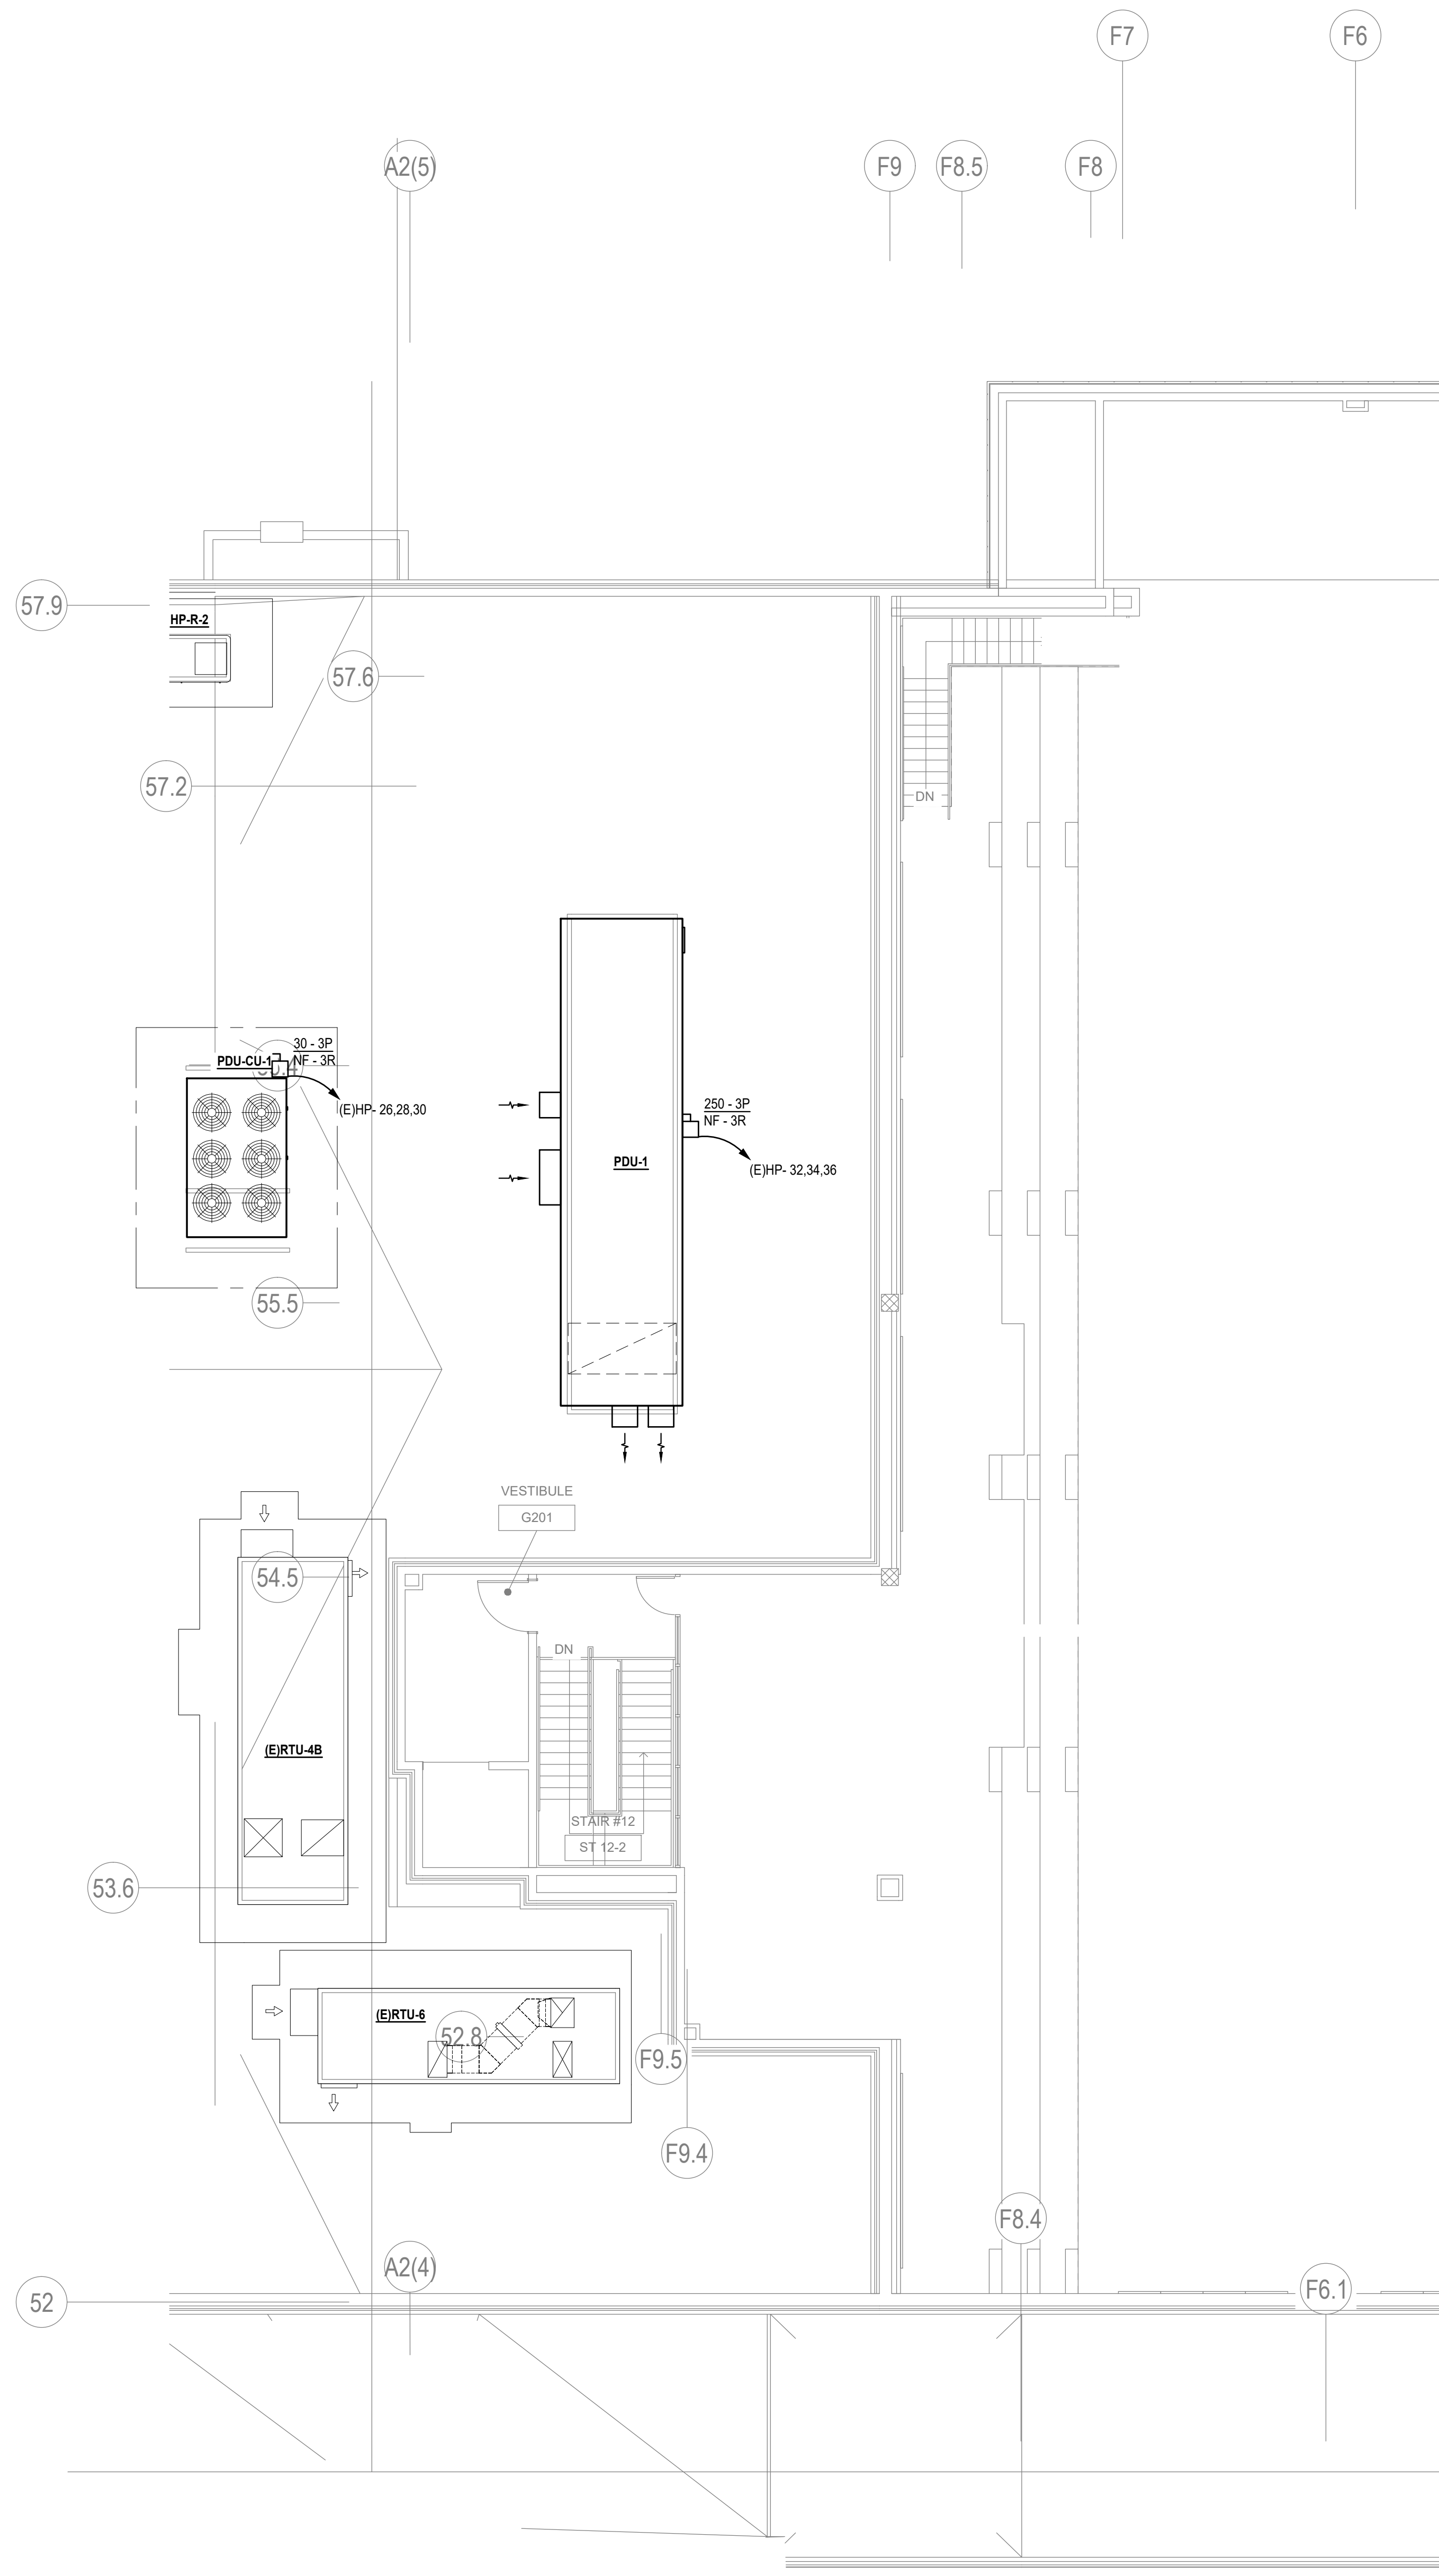 F7
F6
A2(5)
F9
F8.5
F8
57.9
HP-R-2
57.6
57.2
DN
30 - 3P
NF - 3R
PDU-CU-1
(E)HP- 26,28,30
250 - 3P
NF - 3R
PDU-1
(E)HP- 32,34,36
55.5
VESTIBULE
G201
54.5
DN
(E)RTU-4B
STAIR #12
ST 12-2
53.6
(E)RTU-6
52.8
F9.5
F9.4
F8.4
A2(4)
52
F6.1